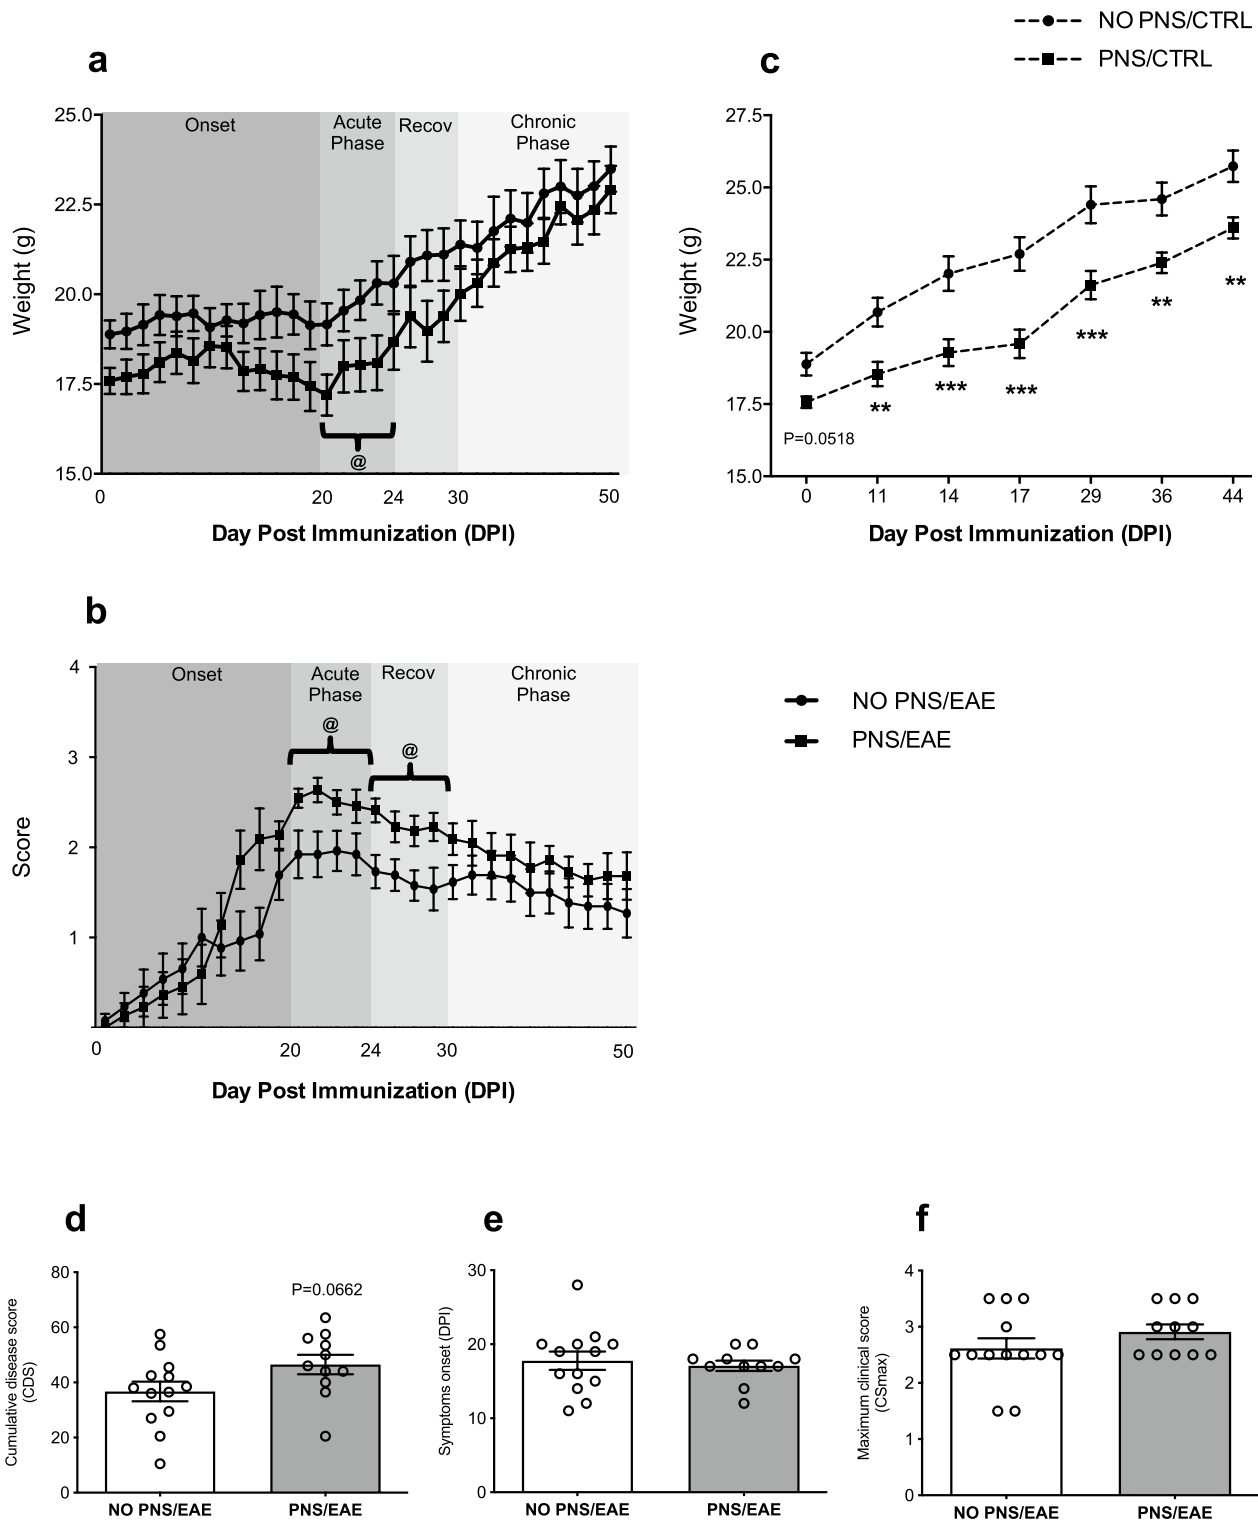 NO PNS/CTRL
PNS/CTRL
a
25.0
22.5
20.0
17.5
15.0
Weight (g)
Onset
Acute
Phase
Recov
Chronic
Phase
@
0
20
24
30
50
Day Post Immunization (DPI)
c
27.5
25.0
22.5
20.0
17.5
15.0
Weight (g)
P=0.0518
**
***
***
***
**
**
0
11
14
17
29
36
44
Day Post Immunization (DPI)
b
4
3
2
1
Score
Onset
Acute
Phase
Recov
Chronic
Phase
@
@
0
20
24
30
50
Day Post Immunization (DPI)
NO PNS/EAE
PNS/EAE
d
80
60
40
20
0
Cumulative disease score
(CDS)
P=0.0662
NO PNS/EAE
PNS/EAE
e
30
20
10
0
Symptoms onset (DPI)
NO PNS/EAE
PNS/EAE
f
4
3
2
1
0
Maximum clinical score
(CSmax)
NO PNS/EAE
PNS/EAE